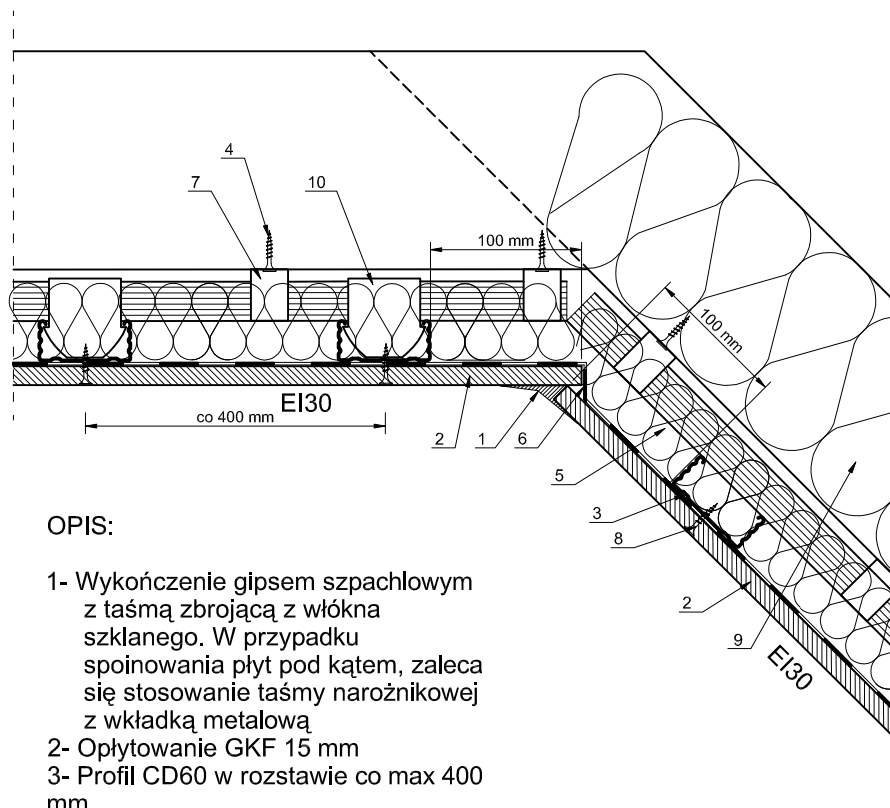 4
7
10
100 mm
100 mm
EI30
co 400 mm
2
1
6
5
3
8
2
9
EI30
OPIS:
1- Wykończenie gipsem szpachlowym
z taśmą zbrojącą z włókna
szklanego. W przypadku
spoinowania płyt pod kątem, zaleca
się stosowanie taśmy narożnikowej
z wkładką metalową
2- Opłytowanie GKF 15 mm
3- Profil CD60 w rozstawie co max 400
mm